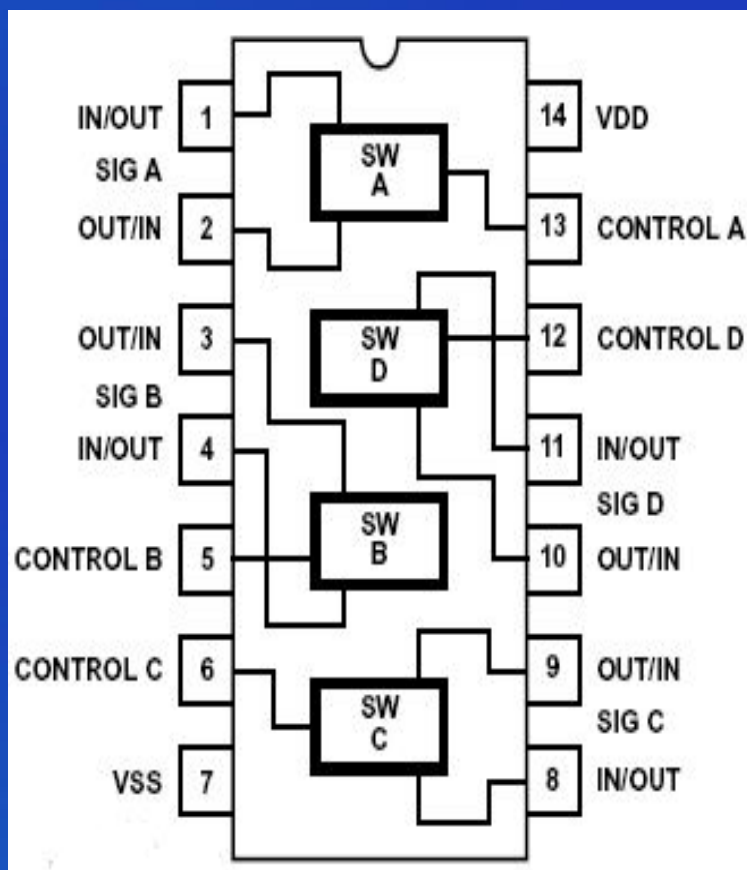 IN/OUT 1 14 VDD
SIG A
SW
A
OUT/IN 2 13 CONTROL A
OUT/IN 3 12 CONTROL D
SW
D
SIG B
IN/OUT 4 11 IN/OUT
SIG D
SW
B
CONTROL B 5 10 OUT/IN
CONTROL C 6 9 OUT/IN
SW
C
SIG C
VSS 7 8 IN/OUT